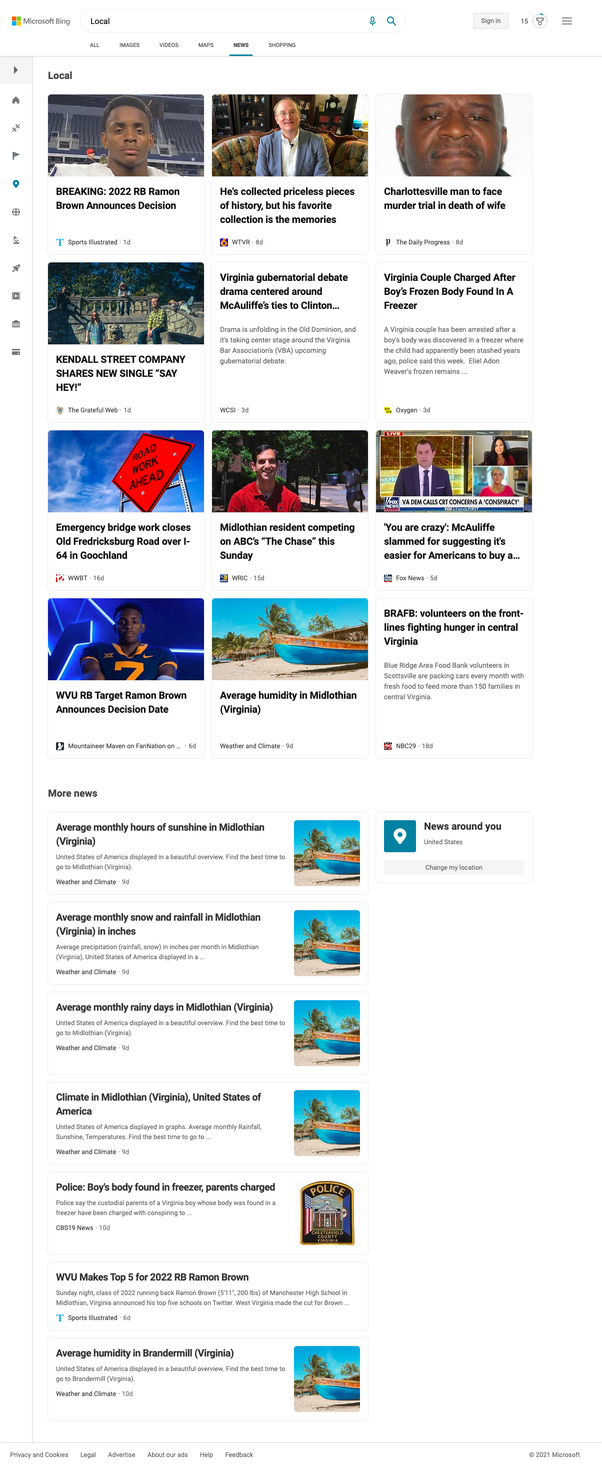 Microsoft Bing
Local
Sign in
15
ALL
IMAGES
VIDEOS
MAPS
NEWS
SHOPPING
Local
BREAKING: 2022 RB Ramon
Brown Announces Decision
Sports Illustrated · 1d
He's collected priceless pieces
of history, but his favorite
collection is the memories
WTVR · 8d
Charlottesville man to face
murder trial in death of wife
The Daily Progress · 8d
KENDALL STREET COMPANY
SHARES NEW SINGLE “SAY
HEY!”
The Grateful Web · 1d
Virginia gubernatorial debate
drama centered around
McAuliffe's ties to Clinton…
Drama is unfolding in the Old Dominion, and
it's taking center stage around the Virginia
Bar Association's (VBA) upcoming
gubernatorial debate.
WCSI · 3d
Virginia Couple Charged After
Boy's Frozen Body Found In A
Freezer
A Virginia couple has been arrested after a
boy's body was discovered in a freezer where
the child had apparently been stashed years
ago, police said this week. Eliel Adon
Weaver's frozen remains ...
Oxygen · 3d
ROAD
WORK
AHEAD
Emergency bridge work closes
Old Fredricksburg Road over I-
64 in Goochland
WWBT · 16d
Midlothian resident competing
on ABC's “The Chase” this
Sunday
WRIC · 15d
LIVE
VA DEM CALLS CRT CONCERNS A 'CONSPIRACY'
'You are crazy': McAuliffe
slammed for suggesting it's
easier for Americans to buy a…
Fox News · 5d
7
WVU RB Target Ramon Brown
Announces Decision Date
Mountaineer Maven on FanNation on … · 6d
Average humidity in Midlothian
(Virginia)
Weather and Climate · 9d
BRAFB: volunteers on the front-
lines fighting hunger in central
Virginia
Blue Ridge Area Food Bank volunteers in
Scottsville are packing cars every month with
fresh food to feed more than 150 families in
central Virginia.
NBC29 · 18d
More news
Average monthly hours of sunshine in Midlothian
(Virginia)
United States of America displayed in a beautiful overview. Find the best time to
go to Midlothian (Virginia).
Weather and Climate · 9d
News around you
United States
Change my location
Average monthly snow and rainfall in Midlothian
(Virginia) in inches
Average precipitation (rainfall, snow) in inches per month in Midlothian
(Virginia), United States of America displayed in a ...
Weather and Climate · 9d
Average monthly rainy days in Midlothian (Virginia)
United States of America displayed in a beautiful overview. Find the best time to
go to Midlothian (Virginia).
Weather and Climate · 9d
Climate in Midlothian (Virginia), United States of
America
United States of America displayed in graphs. Average monthly Rainfall,
Sunshine, Temperatures. Find the best time to go to ...
Weather and Climate · 9d
Police: Boy's body found in freezer, parents charged
Police say the custodial parents of a Virginia boy whose body was found in a
freezer have been charged with conspiring to ...
CBS19 News · 10d
POLICE
CHESTERFIELD
COUNTY
VIRGINIA
WVU Makes Top 5 for 2022 RB Ramon Brown
Sunday night, class of 2022 running back Ramon Brown (5'11", 200 lbs) of Manchester High School in
Midlothian, Virginia announced his top five schools on Twitter. West Virginia made the cut for Brown ...
Sports Illustrated · 6d
Average humidity in Brandermill (Virginia)
United States of America displayed in a beautiful overview. Find the best time to
go to Brandermill (Virginia).
Weather and Climate · 10d
Privacy and Cookies
Legal
Advertise
About our ads
Help
Feedback
© 2021 Microsoft